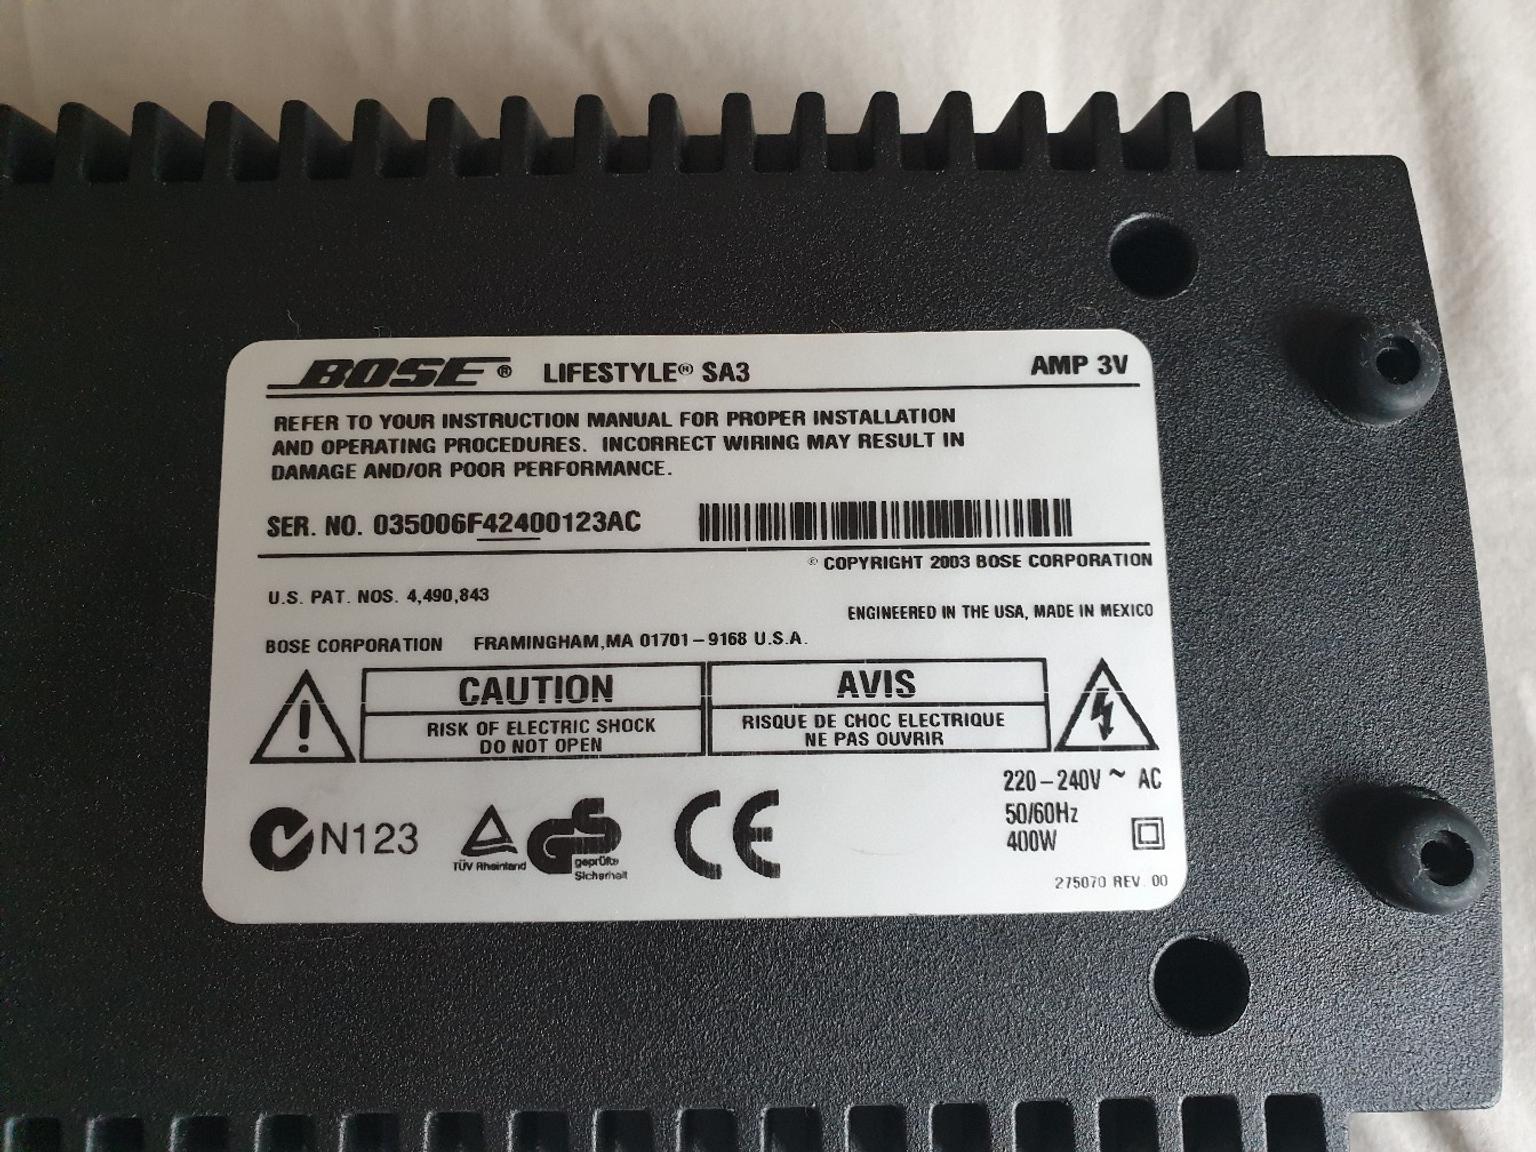 BOSE® LIFESTYLE® SA3 AMP 3V
REFER TO YOUR INSTRUCTION MANUAL FOR PROPER INSTALLATION
AND OPERATING PROCEDURES. INCORRECT WIRING MAY RESULT IN
DAMAGE AND/OR POOR PERFORMANCE.
SER. NO. 035006F42400123AC
© COPYRIGHT 2003 BOSE CORPORATION
U.S. PAT. NOS. 4,490,843
ENGINEERED IN THE USA, MADE IN MEXICO
BOSE CORPORATION FRAMINGHAM, MA 01701-9168 U.S.A.
CAUTION
RISK OF ELECTRIC SHOCK
DO NOT OPEN
AVIS
RISQUE DE CHOC ELECTRIQUE
NE PAS OUVRIR
220-240V ~ AC
50/60Hz
400W
N123
TÜV Rheinland
GS
geprüfte
Sicherheit
CE
275070 REV. 00